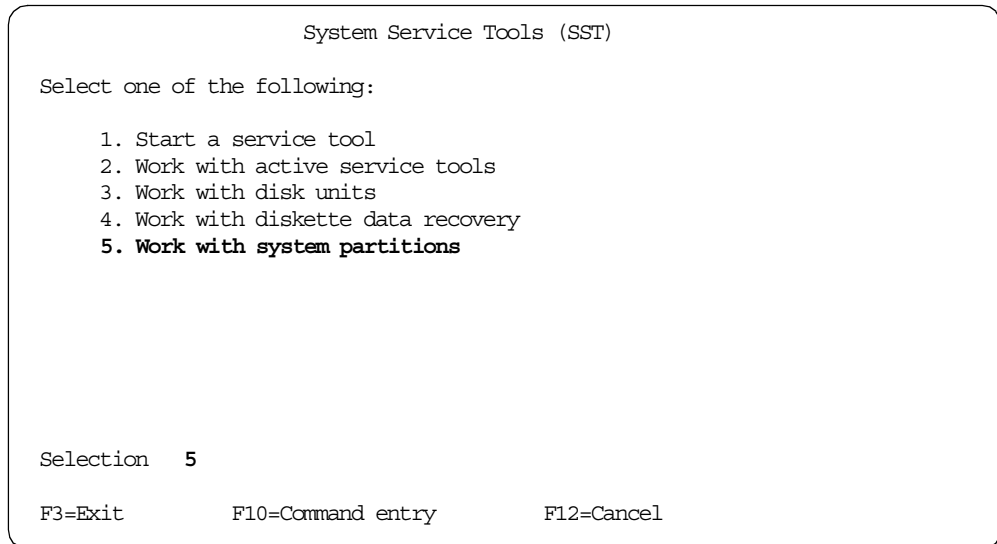 System Service Tools (SST)
Select one of the following:
1. Start a service tool
2. Work with active service tools
3. Work with disk units
4. Work with diskette data recovery
5. Work with system partitions
Selection 5
F3=Exit F10=Command entry F12=Cancel